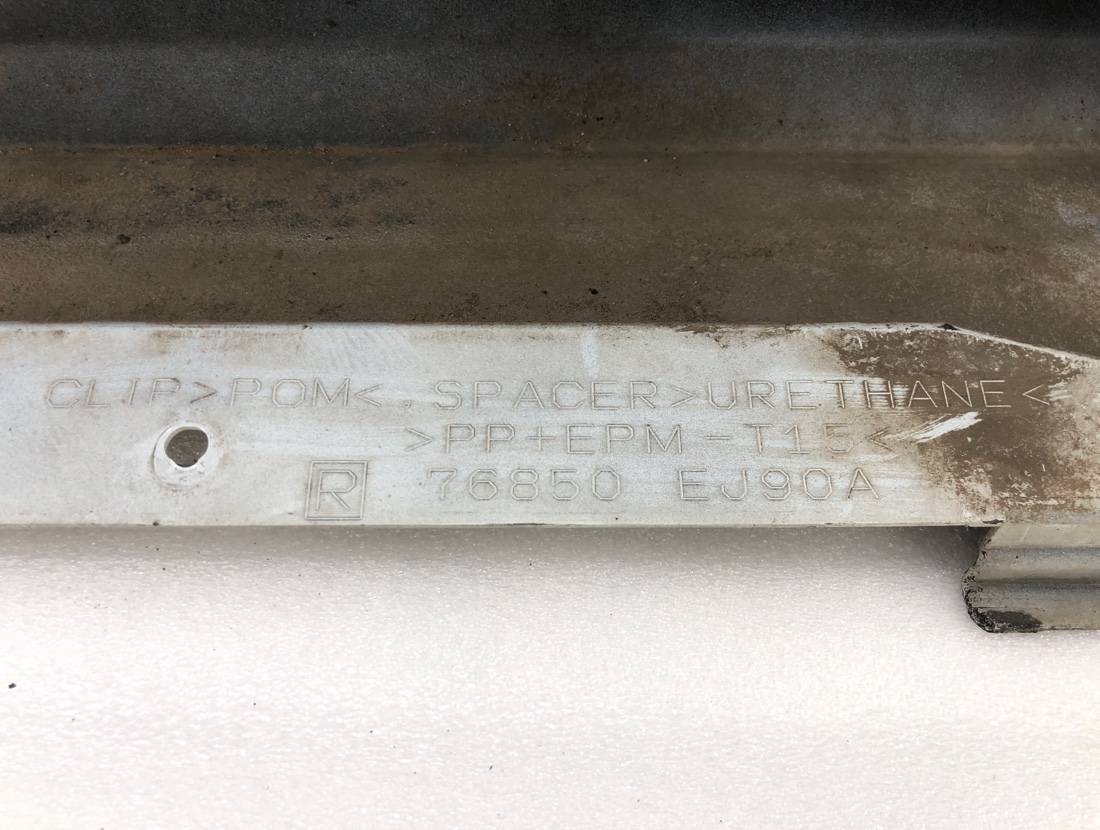 CLIP>POM<,SPACER>URETHANE<
>PP+EPM-T15<
R 76850 EJ90A